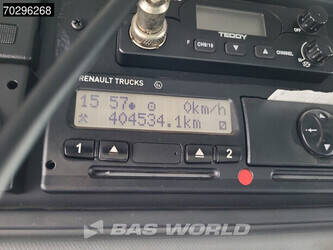 70296268
TEDDY
F CH9/19 ▼ ▲ CHANNEL
RENAULT TRUCKS
15 57 0km/h
404534.1km
1 2
BAS WORLD